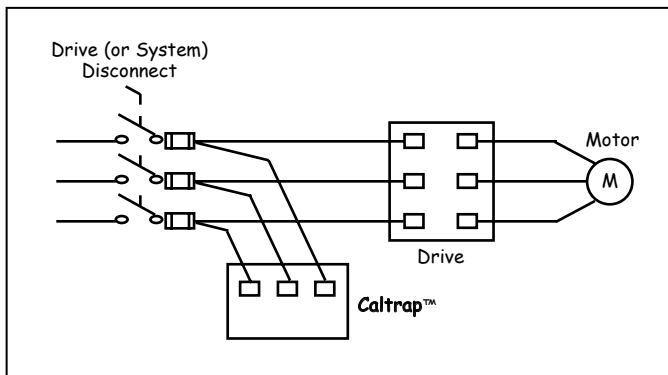 Drive (or System)
Disconnect
Motor
M
Drive
Caltrap™